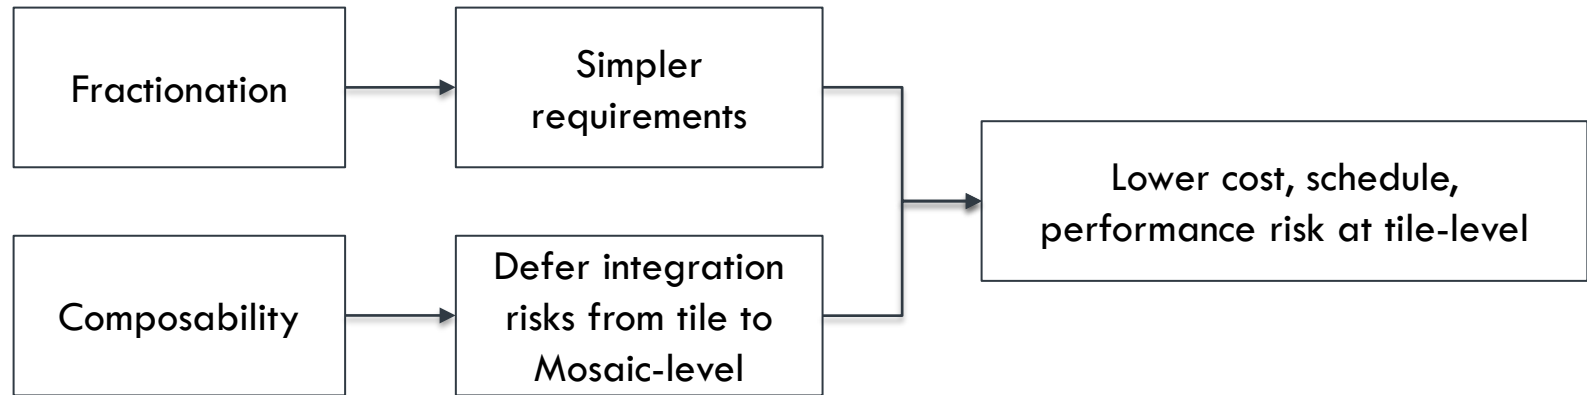 Fractionation
Simpler
requirements
Lower cost, schedule,
performance risk at tile-level
Composability
Defer integration
risks from tile to
Mosaic-level